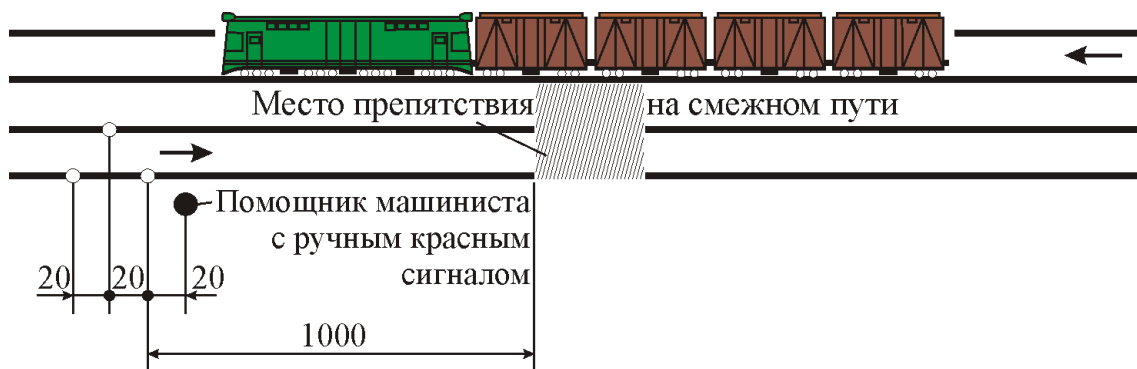 Место препятствия на смежном пути
Помощник машиниста
с ручным красным
сигналом
20 20 20
1000